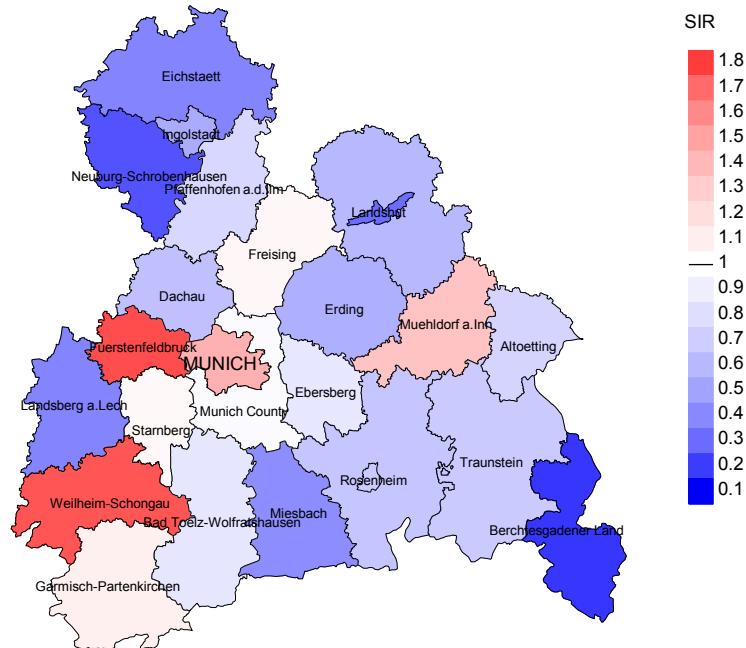 SIR
Eichstaett
1.8
1.7
1.6
Ingolstadt
1.5
Neuburg-Schrobenhausen
1.4
Pfaffenhofen a.d.Ilm
1.3
Landshut
1.2
Freising
1.1
1
Dachau
0.9
Erding
0.8
Muehldorf a.Inn
Fuerstenfeldbruck
0.7
Altoetting
MUNICH
0.6
Ebersberg
0.5
Landsberg a.Lech
Munich County
0.4
Starnberg
0.3
Traunstein
0.2
Rosenheim
Miesbach
0.1
Weilheim-Schongau
Bad Toelz-Wolfratshausen
Berchtesgadener Land
Garmisch-Partenkirchen